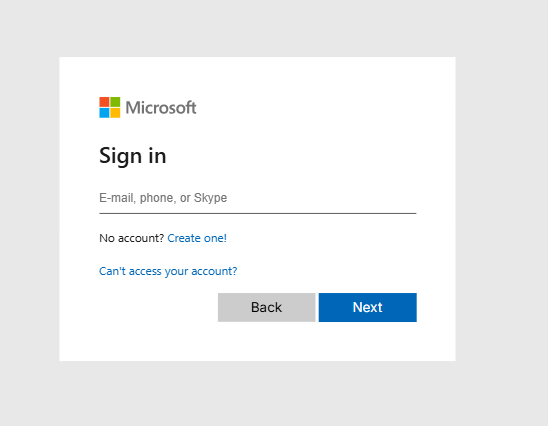 Microsoft
Sign in
E-mail, phone, or Skype
No account? Create one!
Can't access your account?
Back Next